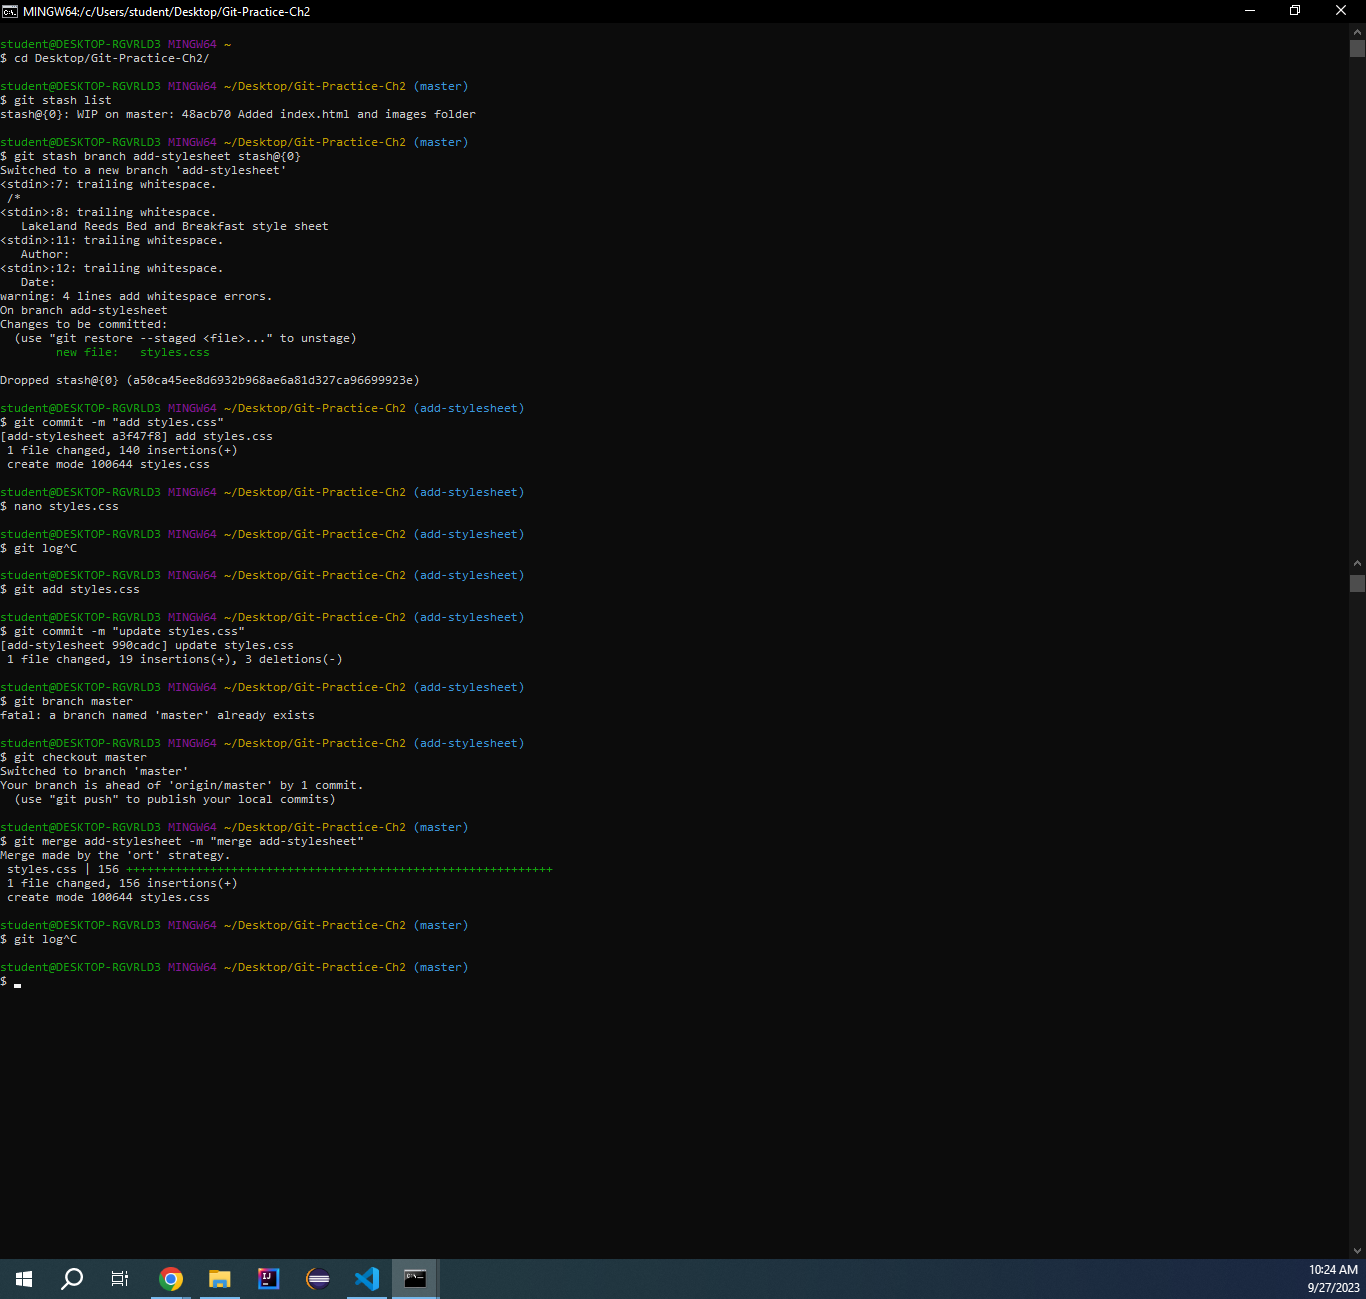 MINGW64:/c/Users/student/Desktop/Git-Practice-Ch2
student@DESKTOP-RGVRLD3 MINGW64 ~
$ cd Desktop/Git-Practice-Ch2/
student@DESKTOP-RGVRLD3 MINGW64 ~/Desktop/Git-Practice-Ch2 (master)
$ git stash list
stash@{0}: WIP on master: 48acb70 Added index.html and images folder
student@DESKTOP-RGVRLD3 MINGW64 ~/Desktop/Git-Practice-Ch2 (master)
$ git stash branch add-stylesheet stash@{0}
Switched to a new branch 'add-stylesheet'
<stdin>:7: trailing whitespace.
/*
<stdin>:8: trailing whitespace.
Lakeland Reeds Bed and Breakfast style sheet
<stdin>:11: trailing whitespace.
Author:
<stdin>:12: trailing whitespace.
Date:
warning: 4 lines add whitespace errors.
On branch add-stylesheet
Changes to be committed:
(use "git restore --staged <file>..." to unstage)
new file:   styles.css
Dropped stash@{0} (a50ca45ee8d6932b968ae6a81d327ca96699923e)
student@DESKTOP-RGVRLD3 MINGW64 ~/Desktop/Git-Practice-Ch2 (add-stylesheet)
$ git commit -m "add styles.css"
[add-stylesheet a3f47f8] add styles.css
1 file changed, 140 insertions(+)
create mode 100644 styles.css
student@DESKTOP-RGVRLD3 MINGW64 ~/Desktop/Git-Practice-Ch2 (add-stylesheet)
$ nano styles.css
student@DESKTOP-RGVRLD3 MINGW64 ~/Desktop/Git-Practice-Ch2 (add-stylesheet)
$ git log^C
student@DESKTOP-RGVRLD3 MINGW64 ~/Desktop/Git-Practice-Ch2 (add-stylesheet)
$ git add styles.css
student@DESKTOP-RGVRLD3 MINGW64 ~/Desktop/Git-Practice-Ch2 (add-stylesheet)
$ git commit -m "update styles.css"
[add-stylesheet 990cadc] update styles.css
1 file changed, 19 insertions(+), 3 deletions(-)
student@DESKTOP-RGVRLD3 MINGW64 ~/Desktop/Git-Practice-Ch2 (add-stylesheet)
$ git branch master
fatal: a branch named 'master' already exists
student@DESKTOP-RGVRLD3 MINGW64 ~/Desktop/Git-Practice-Ch2 (add-stylesheet)
$ git checkout master
Switched to branch 'master'
Your branch is ahead of 'origin/master' by 1 commit.
(use "git push" to publish your local commits)
student@DESKTOP-RGVRLD3 MINGW64 ~/Desktop/Git-Practice-Ch2 (master)
$ git merge add-stylesheet -m "merge add-stylesheet"
Merge made by the 'ort' strategy.
styles.css | 156 +++++++++++++++++++++++++++++++++++++++++++++++++++++++++++++
1 file changed, 156 insertions(+)
create mode 100644 styles.css
student@DESKTOP-RGVRLD3 MINGW64 ~/Desktop/Git-Practice-Ch2 (master)
$ git log^C
student@DESKTOP-RGVRLD3 MINGW64 ~/Desktop/Git-Practice-Ch2 (master)
$
10:24 AM
9/27/2023